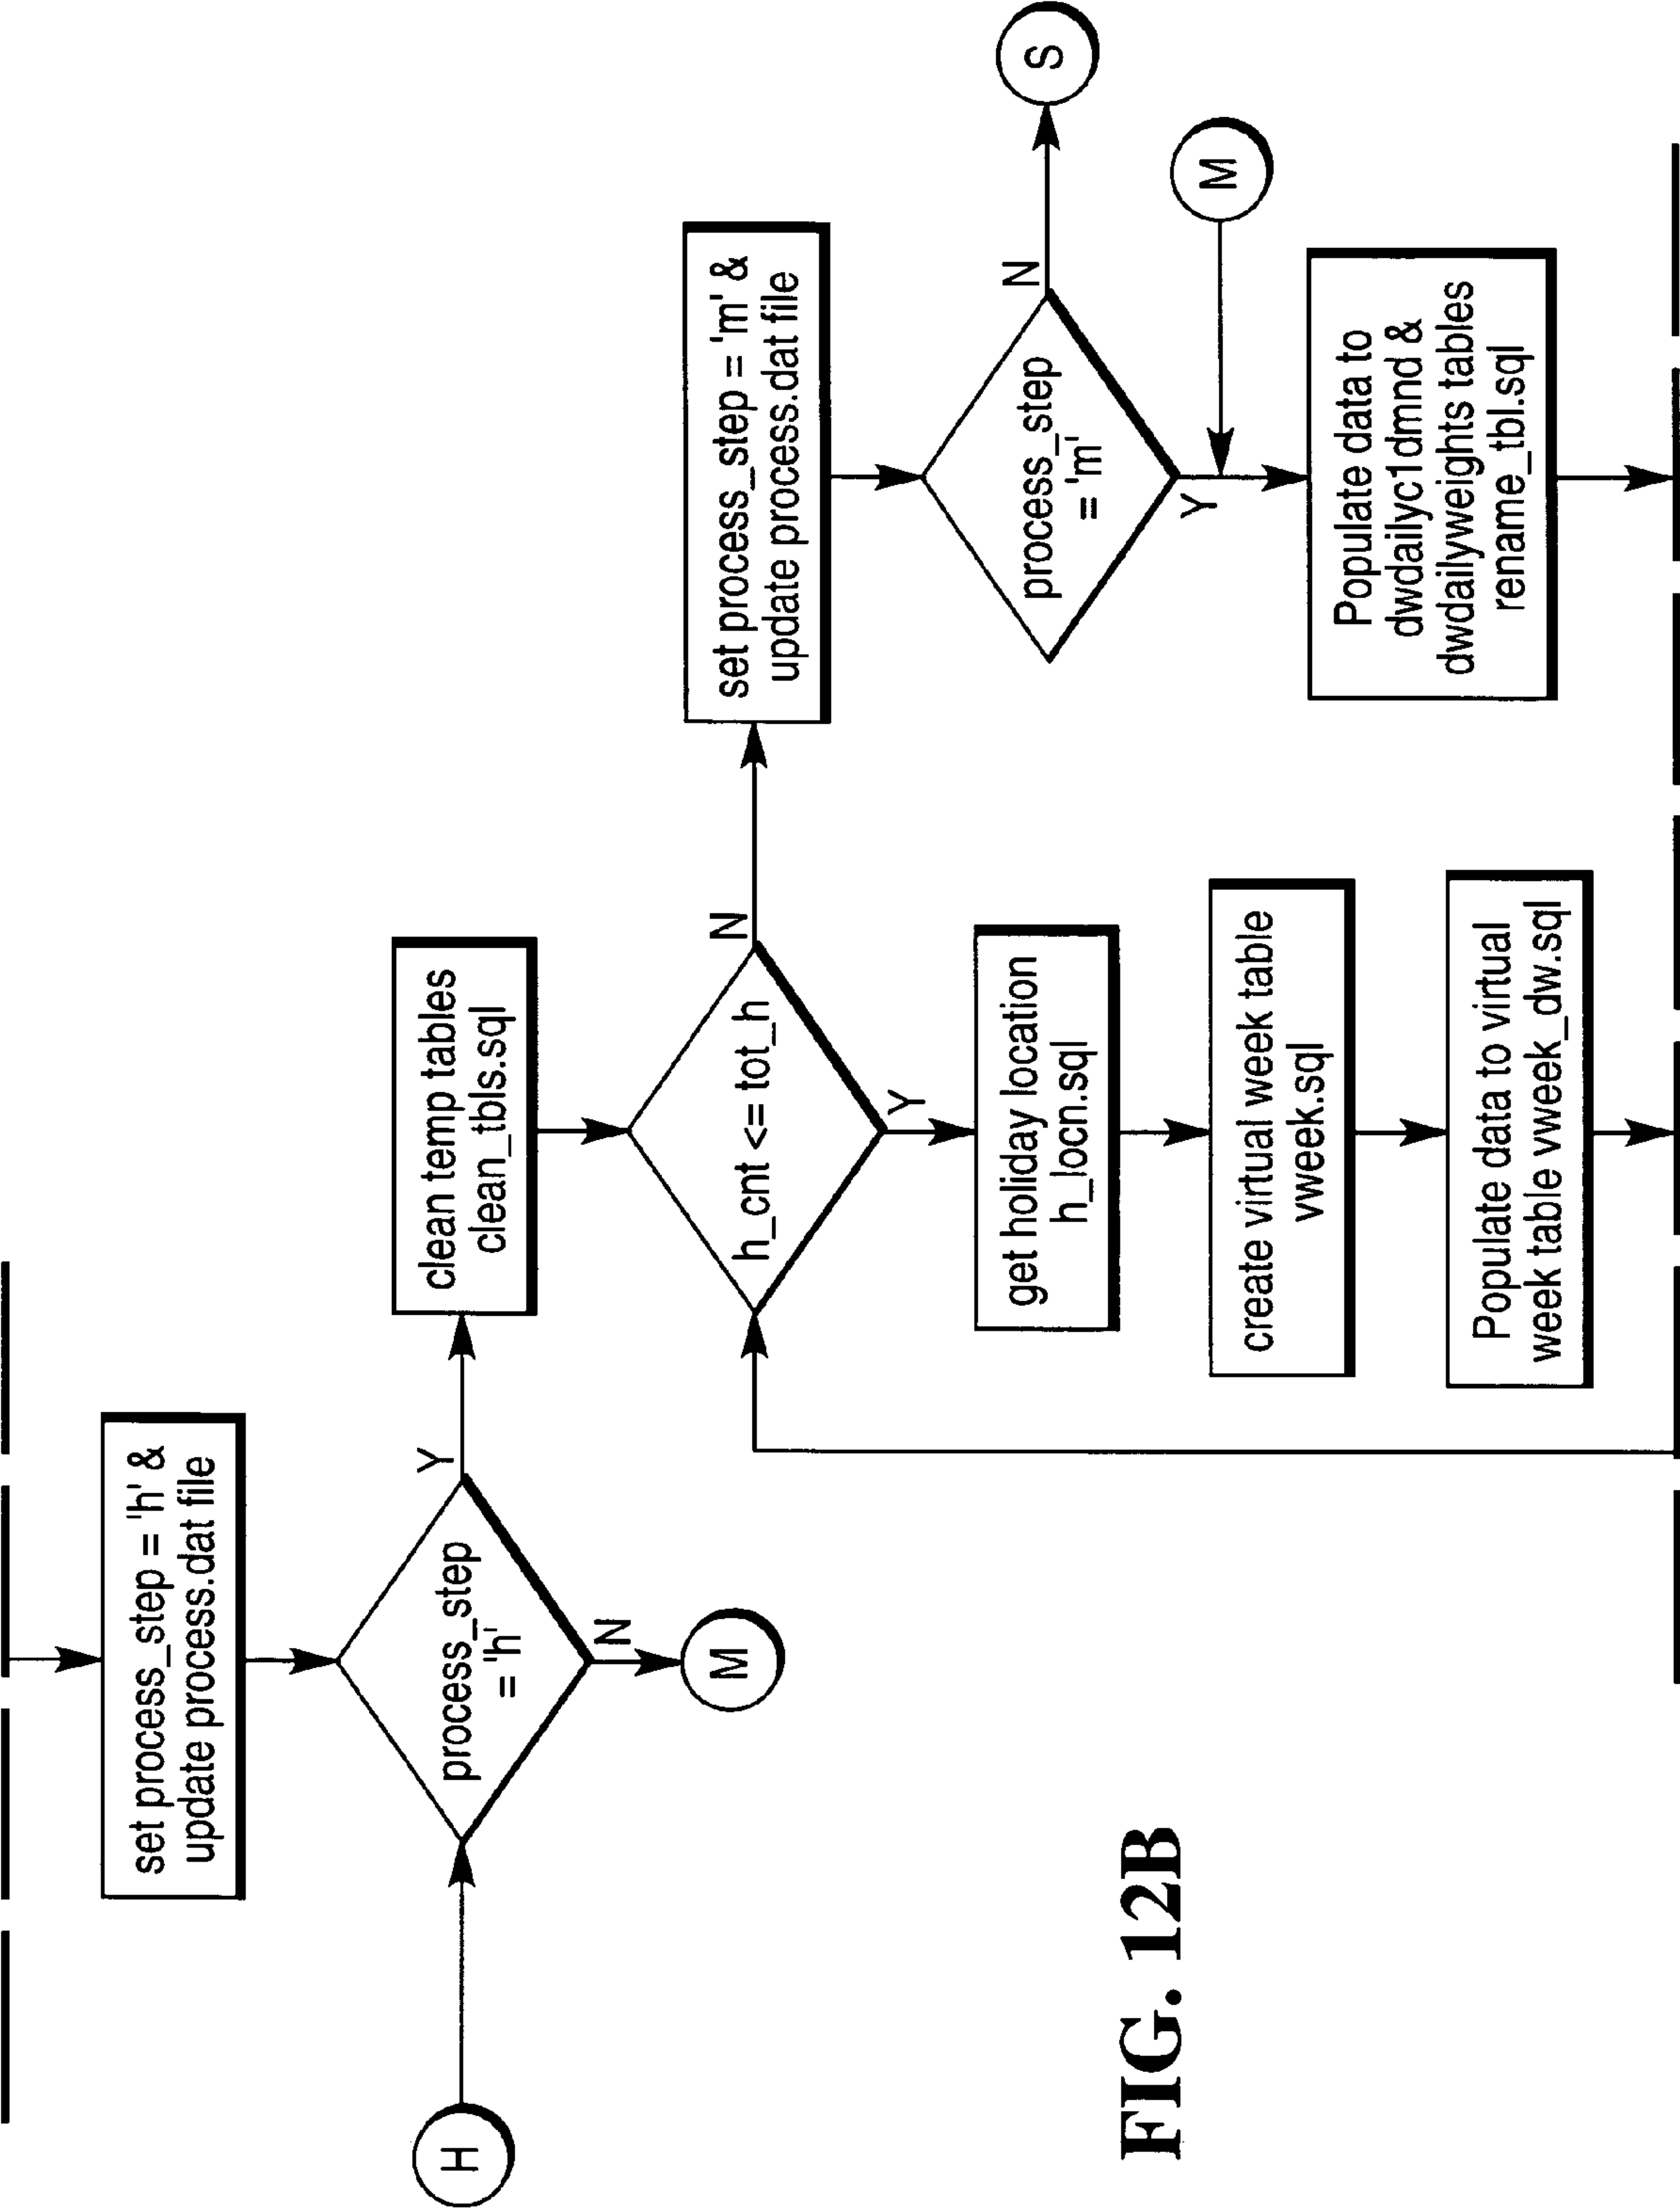 set process_step = 'h' &
update process.dat file
H
process_step
= 'h'
Y
N
M
clean temp tables
clean_tbls.sql
h_cnt <= tot_h
N
Y
get holiday location
h_locn.sql
create virtual week table
vweek.sql
Populate data to virtual
week table vweek_dw.sql
set process_step = 'm' &
update process.dat file
process_step
= 'm'
N
S
Y
M
Populate data to
dwdailyc1dmnd &
dwdailyweights tables
rename_tbl.sql
FIG. 12B